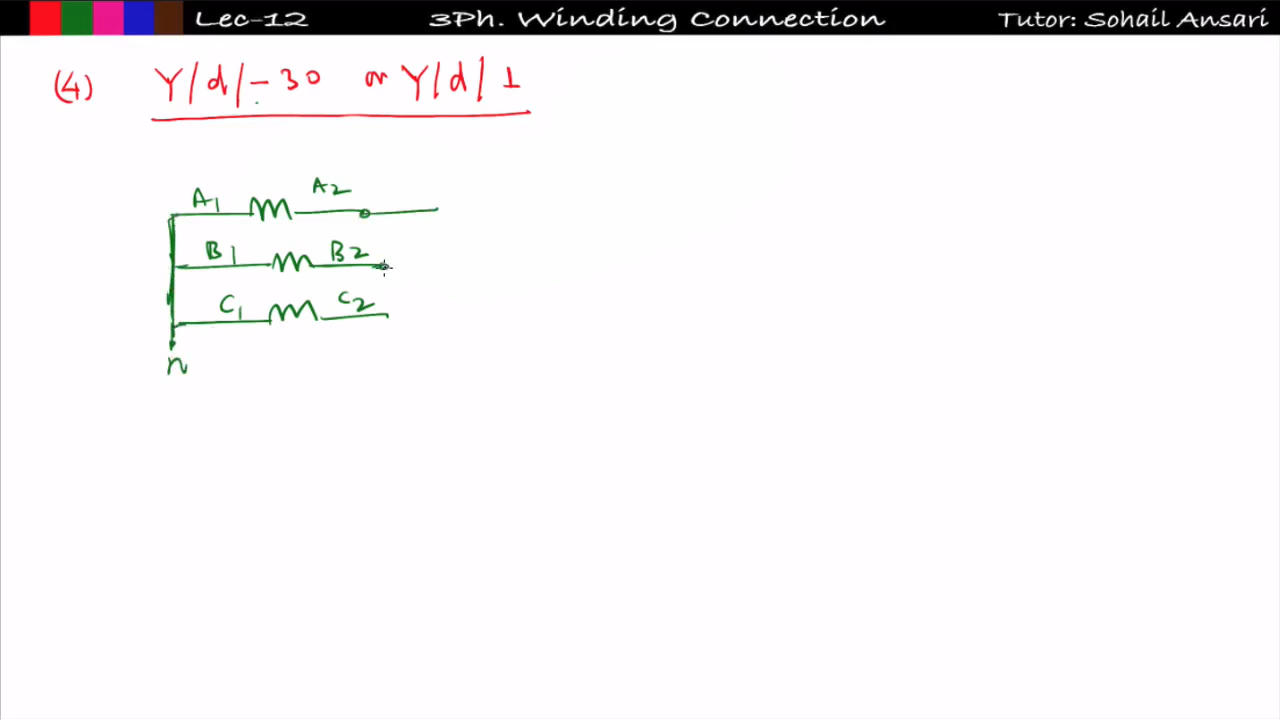 Lec-12 3Ph. Winding Connection Tutor: Sohail Ansari
(4) Y/d/-30 or Y/d/1
A1 A2
B1 B2
C1 C2
n